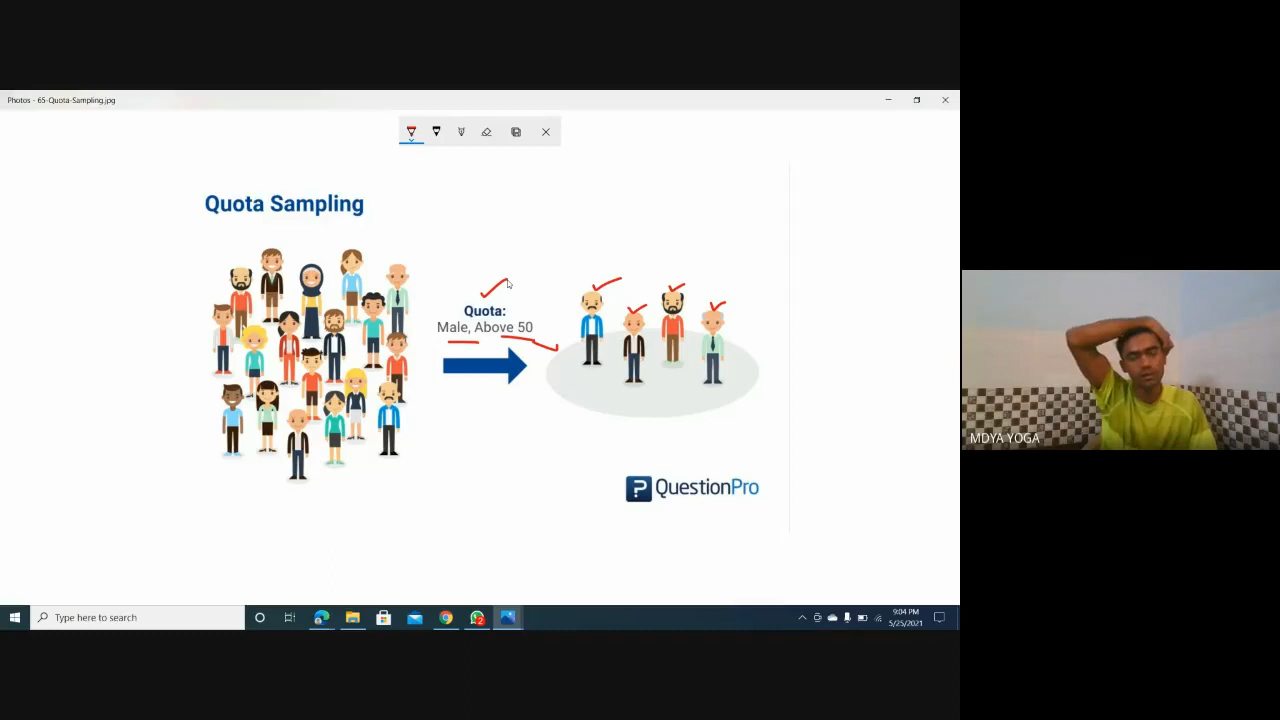 Photos - 65-Quota-Sampling.jpg
Quota Sampling
Quota:
Male, Above 50
QuestionPro
MDYA YOGA
Type here to search
2
9:04 PM
5/25/2021